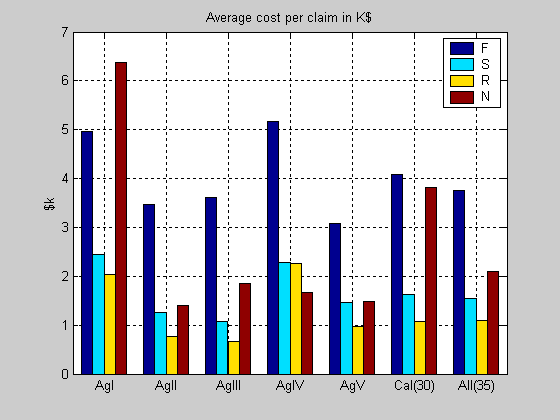 Average cost per claim in K$
7
6
5
4
3
2
1
0
$k
F
S
R
N
AgI AgII AgIII AgIV AgV Cal(30) All(35)